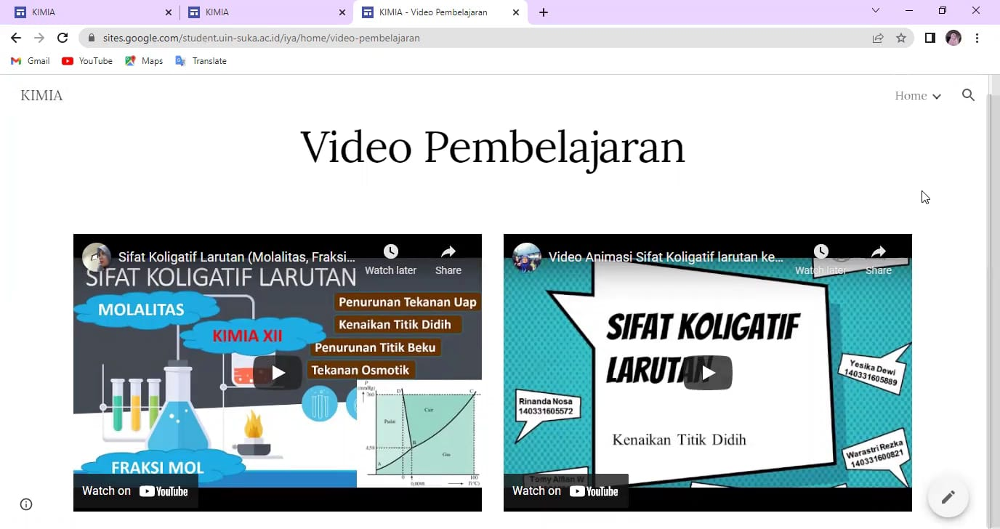 KIMIA
KIMIA
KIMIA - Video Pembelajaran
sites.google.com/student.uin-suka.ac.id/iya/home/video-pembelajaran
Gmail
YouTube
Maps
Translate
KIMIA
Home
Video Pembelajaran
Sifat Koligatif Larutan (Molalitas, Fraksi...
Watch later
Share
SIFAT KOLIGATIF LARUTAN
MOLALITAS
KIMIA XII
Penurunan Tekanan Uap
Kenaikan Titik Didih
Penurunan Titik Beku
Tekanan Osmotik
P
(mmHg)
760
D
C
Cair
Padat
4,58
B
Gas
A
0
0,0098
100
T(°C)
FRAKSI MOL
Watch on YouTube
Video Animasi Sifat Koligatif larutan ke...
Watch later
Share
SIFAT KOLIGATIF
LARUTAN
Yesika Dewi
140331605889
Rinanda Nosa
140331605572
Kenaikan Titik Didih
Warastri Rezka
140331600821
Tomy Alfian W
Watch on YouTube